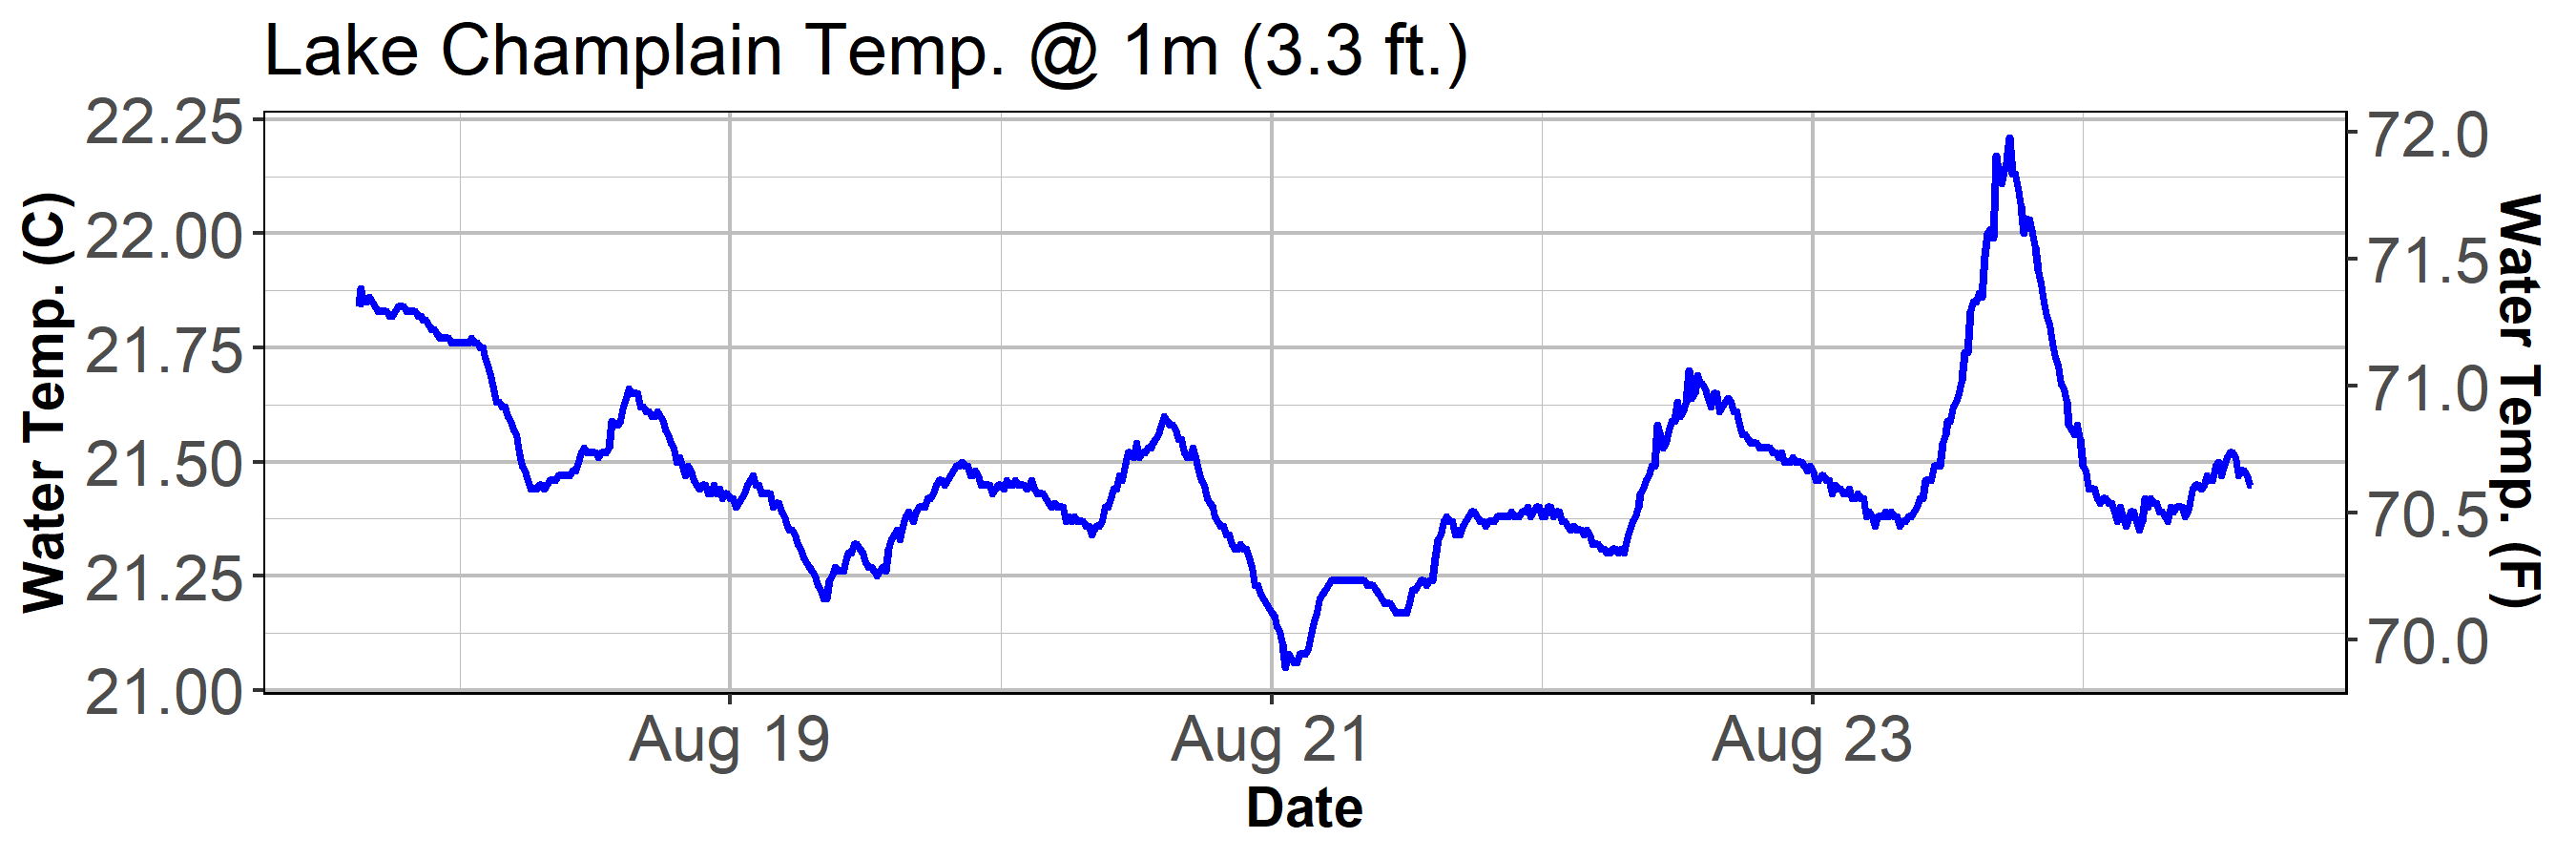 Lake Champlain Temp. @ 1m (3.3 ft.)
Water Temp. (C)
22.25
22.00
21.75
21.50
21.25
21.00
72.0
71.5
71.0
70.5
70.0
Water Temp. (F)
Aug 19 Aug 21 Aug 23
Date